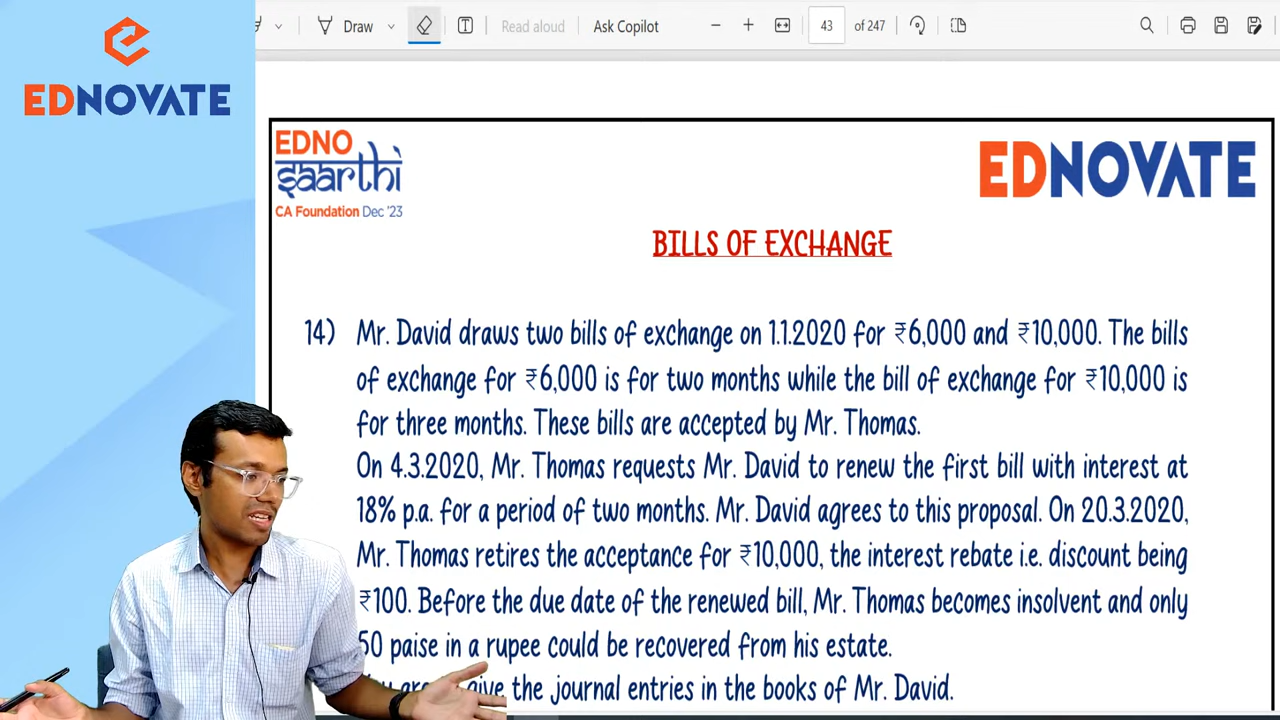 Draw
Read aloud
Ask Copilot
43
of 247
EDNOVATE
EDNO
saarthi
CA Foundation Dec '23
EDNOVATE
BILLS OF EXCHANGE
14) Mr. David draws two bills of exchange on 1.1.2020 for ₹6,000 and ₹10,000. The bills
of exchange for ₹6,000 is for two months while the bill of exchange for ₹10,000 is
for three months. These bills are accepted by Mr. Thomas.
On 4.3.2020, Mr. Thomas requests Mr. David to renew the first bill with interest at
18% p.a. for a period of two months. Mr. David agrees to this proposal. On 20.3.2020,
Mr. Thomas retires the acceptance for ₹10,000, the interest rebate i.e. discount being
₹100. Before the due date of the renewed bill, Mr. Thomas becomes insolvent and only
50 paise in a rupee could be recovered from his estate.
give the journal entries in the books of Mr. David.